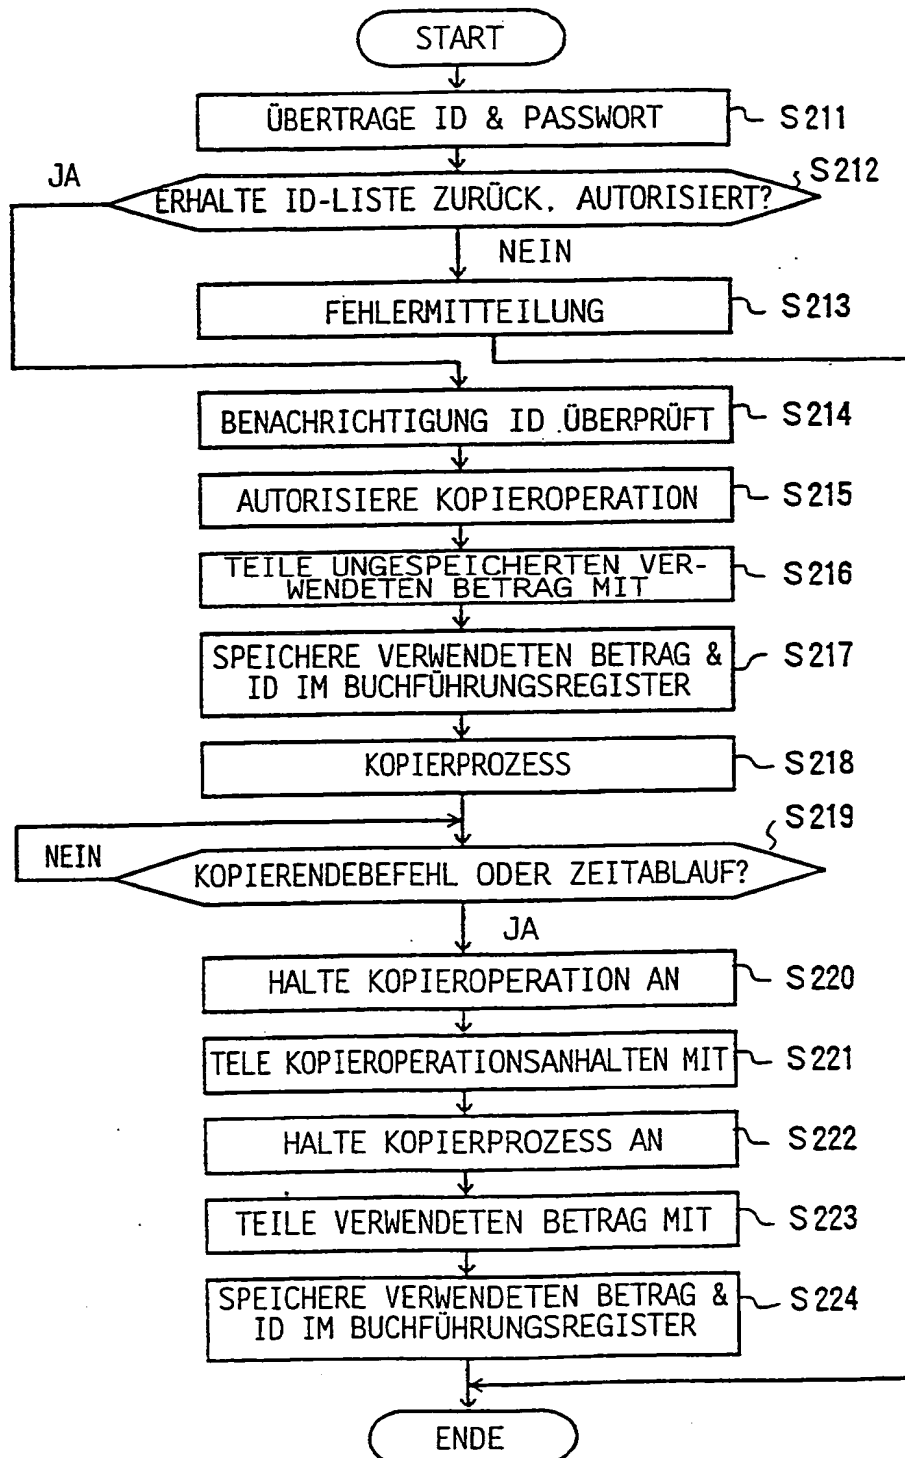 START
ÜBERTRAGE ID & PASSWORT
S211
JA
S212
ERHALTE ID-LISTE ZURÜCK. AUTORISIERT?
NEIN
FEHLERMITTEILUNG
S213
BENACHRICHTIGUNG ID ÜBERPRÜFT
S214
AUTORISIERE KOPIEROPERATION
S215
TEILE UNGESPEICHERTEN VER-
WENDETEN BETRAG MIT
S216
SPEICHERE VERWENDETEN BETRAG &
ID IM BUCHFÜHRUNGSREGISTER
S217
KOPIERPROZESS
S218
S219
NEIN
KOPIERENDEBEFEHL ODER ZEITABLAUF?
JA
HALTE KOPIEROPERATION AN
S220
TELE KOPIEROPERATIONSANHALTEN MIT
S221
HALTE KOPIERPROZESS AN
S222
TEILE VERWENDETEN BETRAG MIT
S223
SPEICHERE VERWENDETEN BETRAG &
ID IM BUCHFÜHRUNGSREGISTER
S224
ENDE